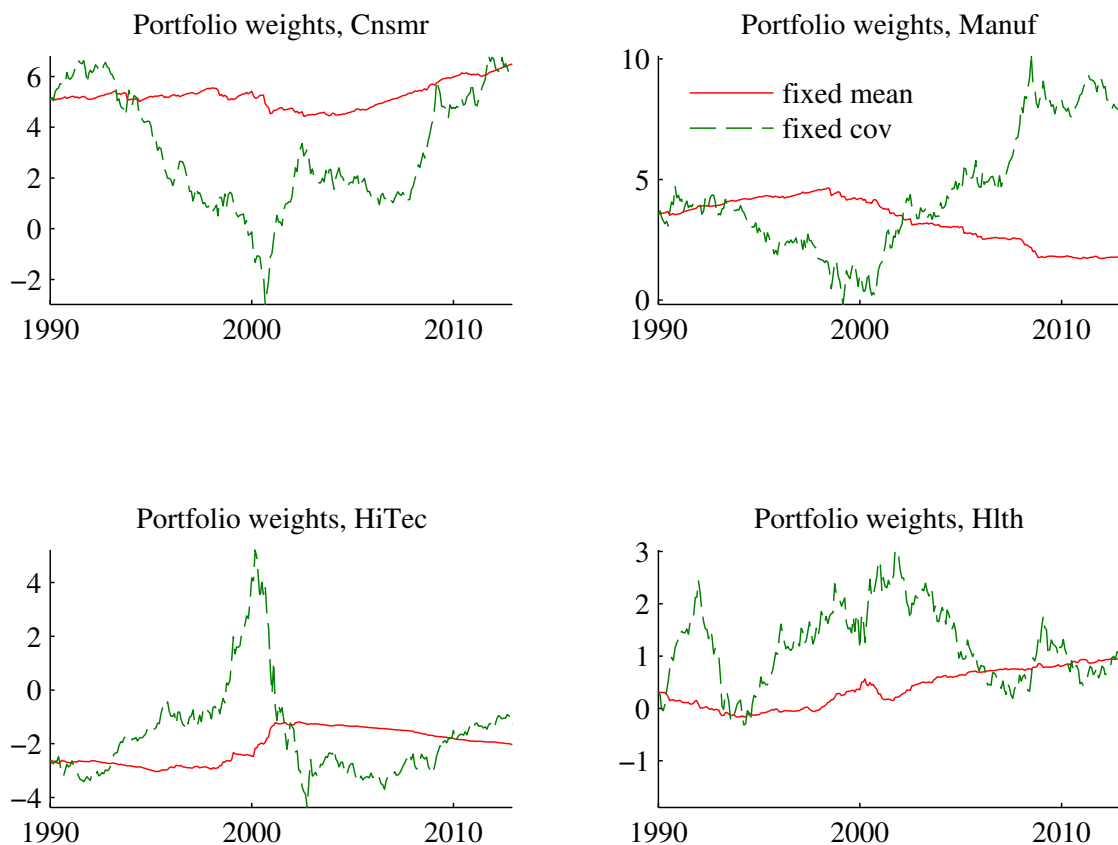 Portfolio weights, Cnsmr
6
4
2
0
−2
1990 2000 2010
Portfolio weights, Manuf
10
5
0
fixed mean
fixed cov
1990 2000 2010
Portfolio weights, HiTec
4
2
0
−2
−4
1990 2000 2010
Portfolio weights, Hlth
3
2
1
0
−1
1990 2000 2010